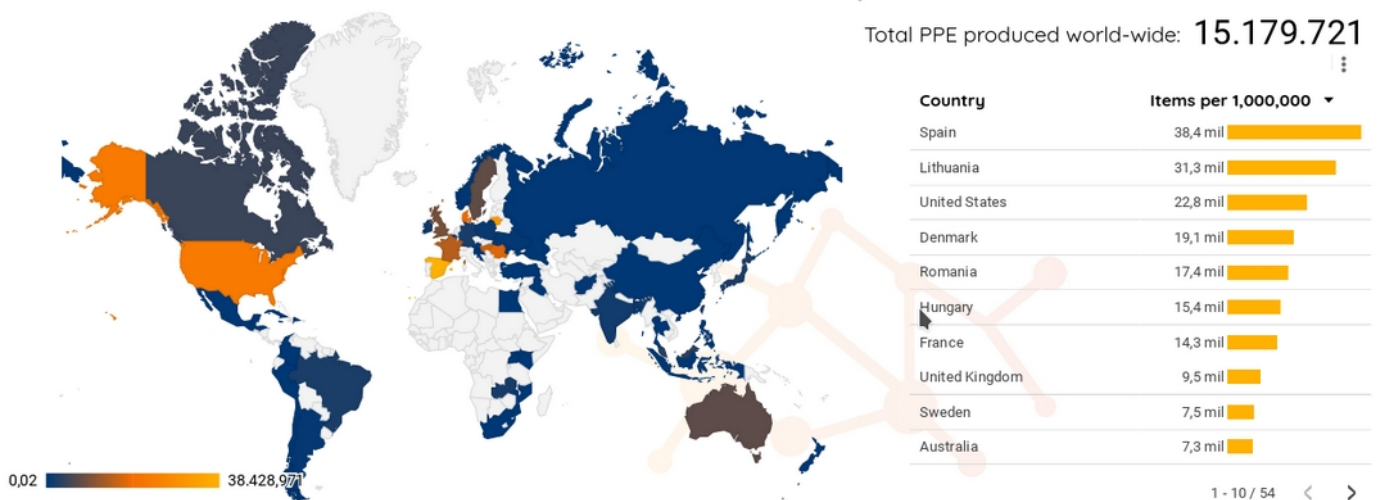 Total PPE produced world-wide: 15.179.721
Country Items per 1,000,000
Spain 38,4 mil
Lithuania 31,3 mil
United States 22,8 mil
Denmark 19,1 mil
Romania 17,4 mil
Hungary 15,4 mil
France 14,3 mil
United Kingdom 9,5 mil
Sweden 7,5 mil
Australia 7,3 mil
0,02 38.428,971
1 - 10 / 54